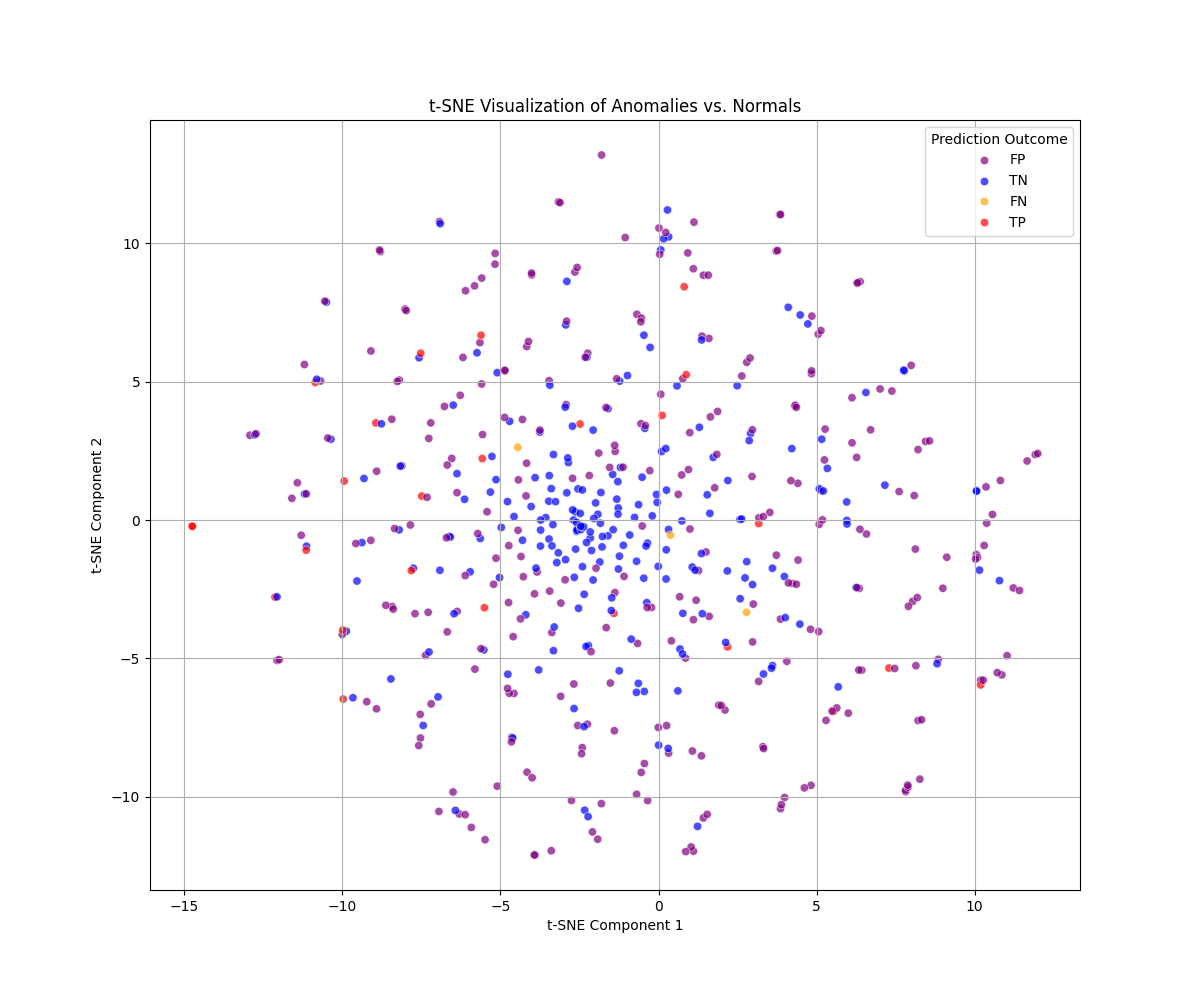 t-SNE Visualization of Anomalies vs. Normals
Prediction Outcome
FP
TN
FN
TP
10
5
0
−5
−10
t-SNE Component 2
−15
−10
−5
0
5
10
t-SNE Component 1